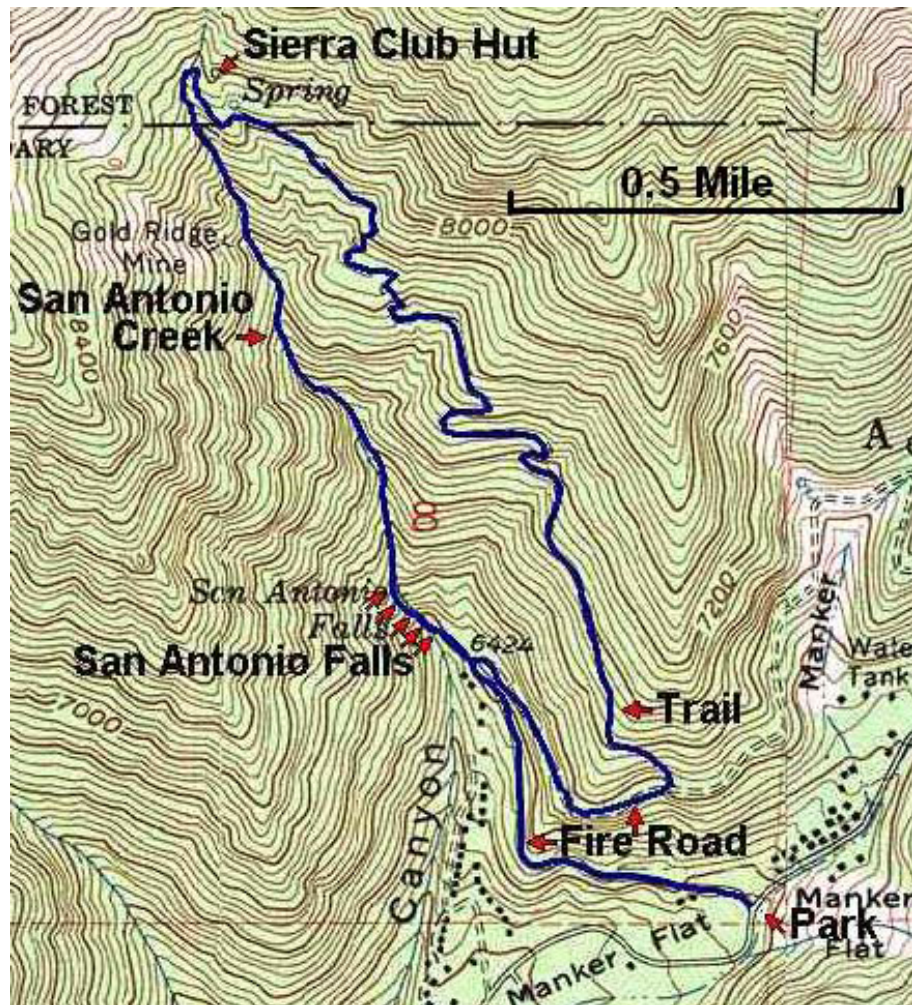 Sierra Club Hut
Spring
FOREST
ARY
0.5 Mile
8000
Gold Ridge
Mine
San Antonio
Creek
8400
7600
A
08
7200
San Antonio
Falls
6424
San Antonio Falls
Manker
Wate
Tank
7000
Trail
Canyon
Fire Road
Manker
Park
Flat
Manker Flat